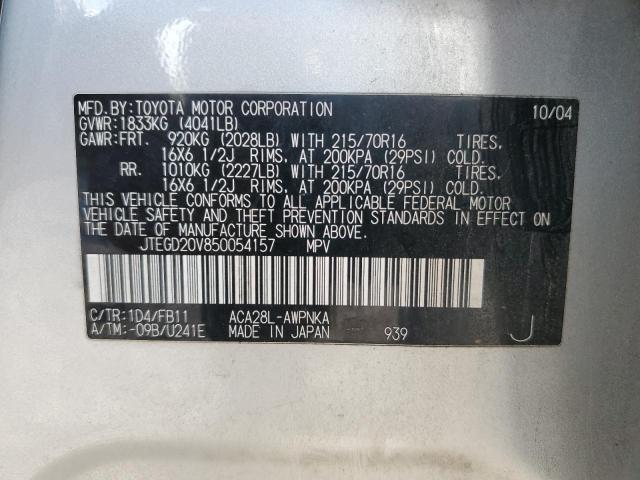 MFD.BY:TOYOTA MOTOR CORPORATION 10/04
GVWR:1833KG (4041LB)
GAWR:FRT. 920KG (2028LB) WITH 215/70R16 TIRES,
16X6 1/2J RIMS, AT 200KPA (29PSI) COLD.
RR. 1010KG (2227LB) WITH 215/70R16 TIRES,
16X6 1/2J RIMS, AT 200KPA (29PSI) COLD.
THIS VEHICLE CONFORMS TO ALL APPLICABLE FEDERAL MOTOR
VEHICLE SAFETY AND THEFT PREVENTION STANDARDS IN EFFECT ON
THE DATE OF MANUFACTURE SHOWN ABOVE.
JTEGD20V850054157 MPV
C/TR:1D4/FB11 ACA28L-AWPNKA
A/TM:-09B/U241E MADE IN JAPAN 939 J